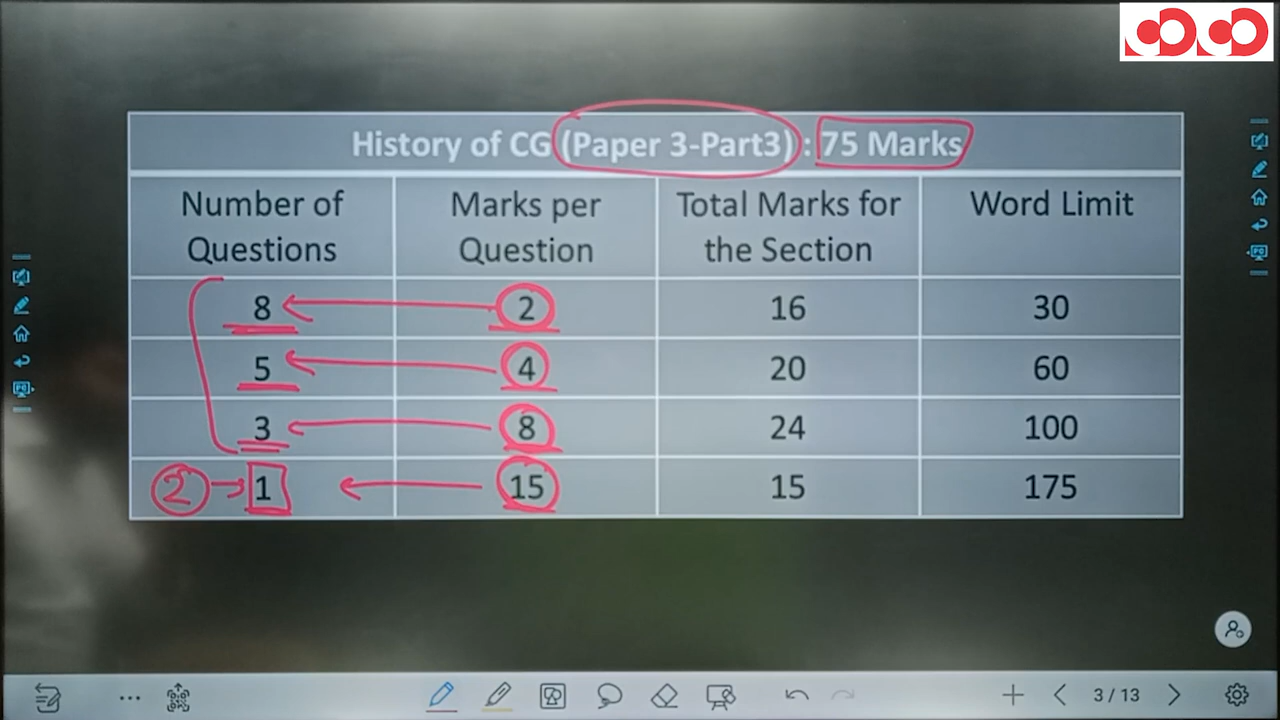 History of CG (Paper 3-Part3) : 75 Marks
Number of Questions
Marks per Question
Total Marks for the Section
Word Limit
8 2 16 30
5 4 20 60
3 8 24 100
2 1 15 15 175
3 / 13